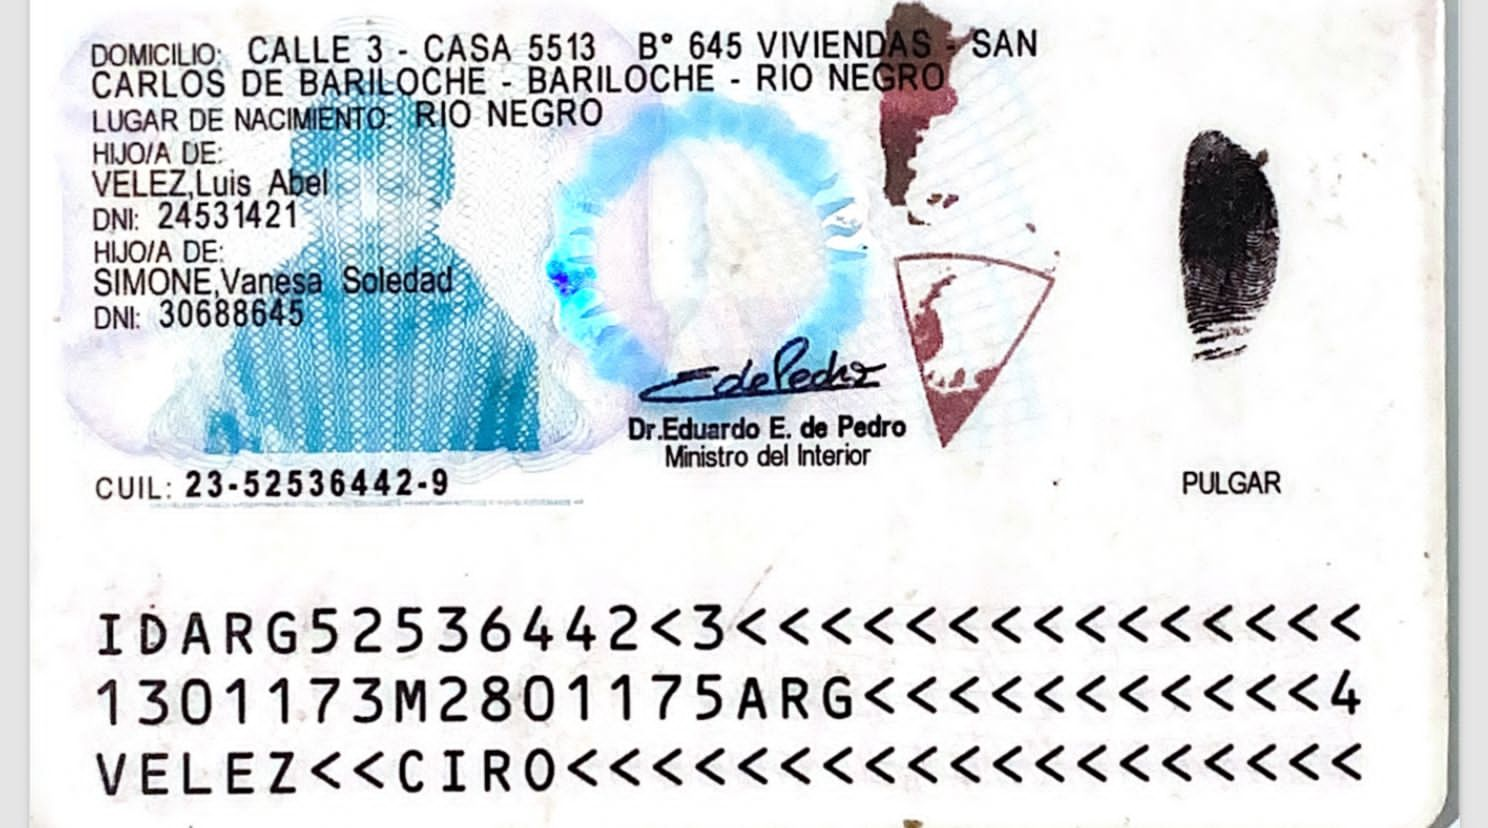 DOMICILIO: CALLE 3 - CASA 5513 B° 645 VIVIENDAS - SAN
CARLOS DE BARILOCHE - BARILOCHE - RIO NEGRO
LUGAR DE NACIMIENTO: RIO NEGRO
HIJO/A DE:
VELEZ,Luis Abel
DNI: 24531421
HIJO/A DE:
SIMONE,Vanesa Soledad
DNI: 30688645
E de Pedro
Dr.Eduardo E. de Pedro
Ministro del Interior
CUIL: 23-52536442-9
PULGAR
IDARG52536442<3<<<<<<<<<<<<<<<
1301173M2801175ARG<<<<<<<<<<<4
VELEZ<<CIRO<<<<<<<<<<<<<<<<<<<